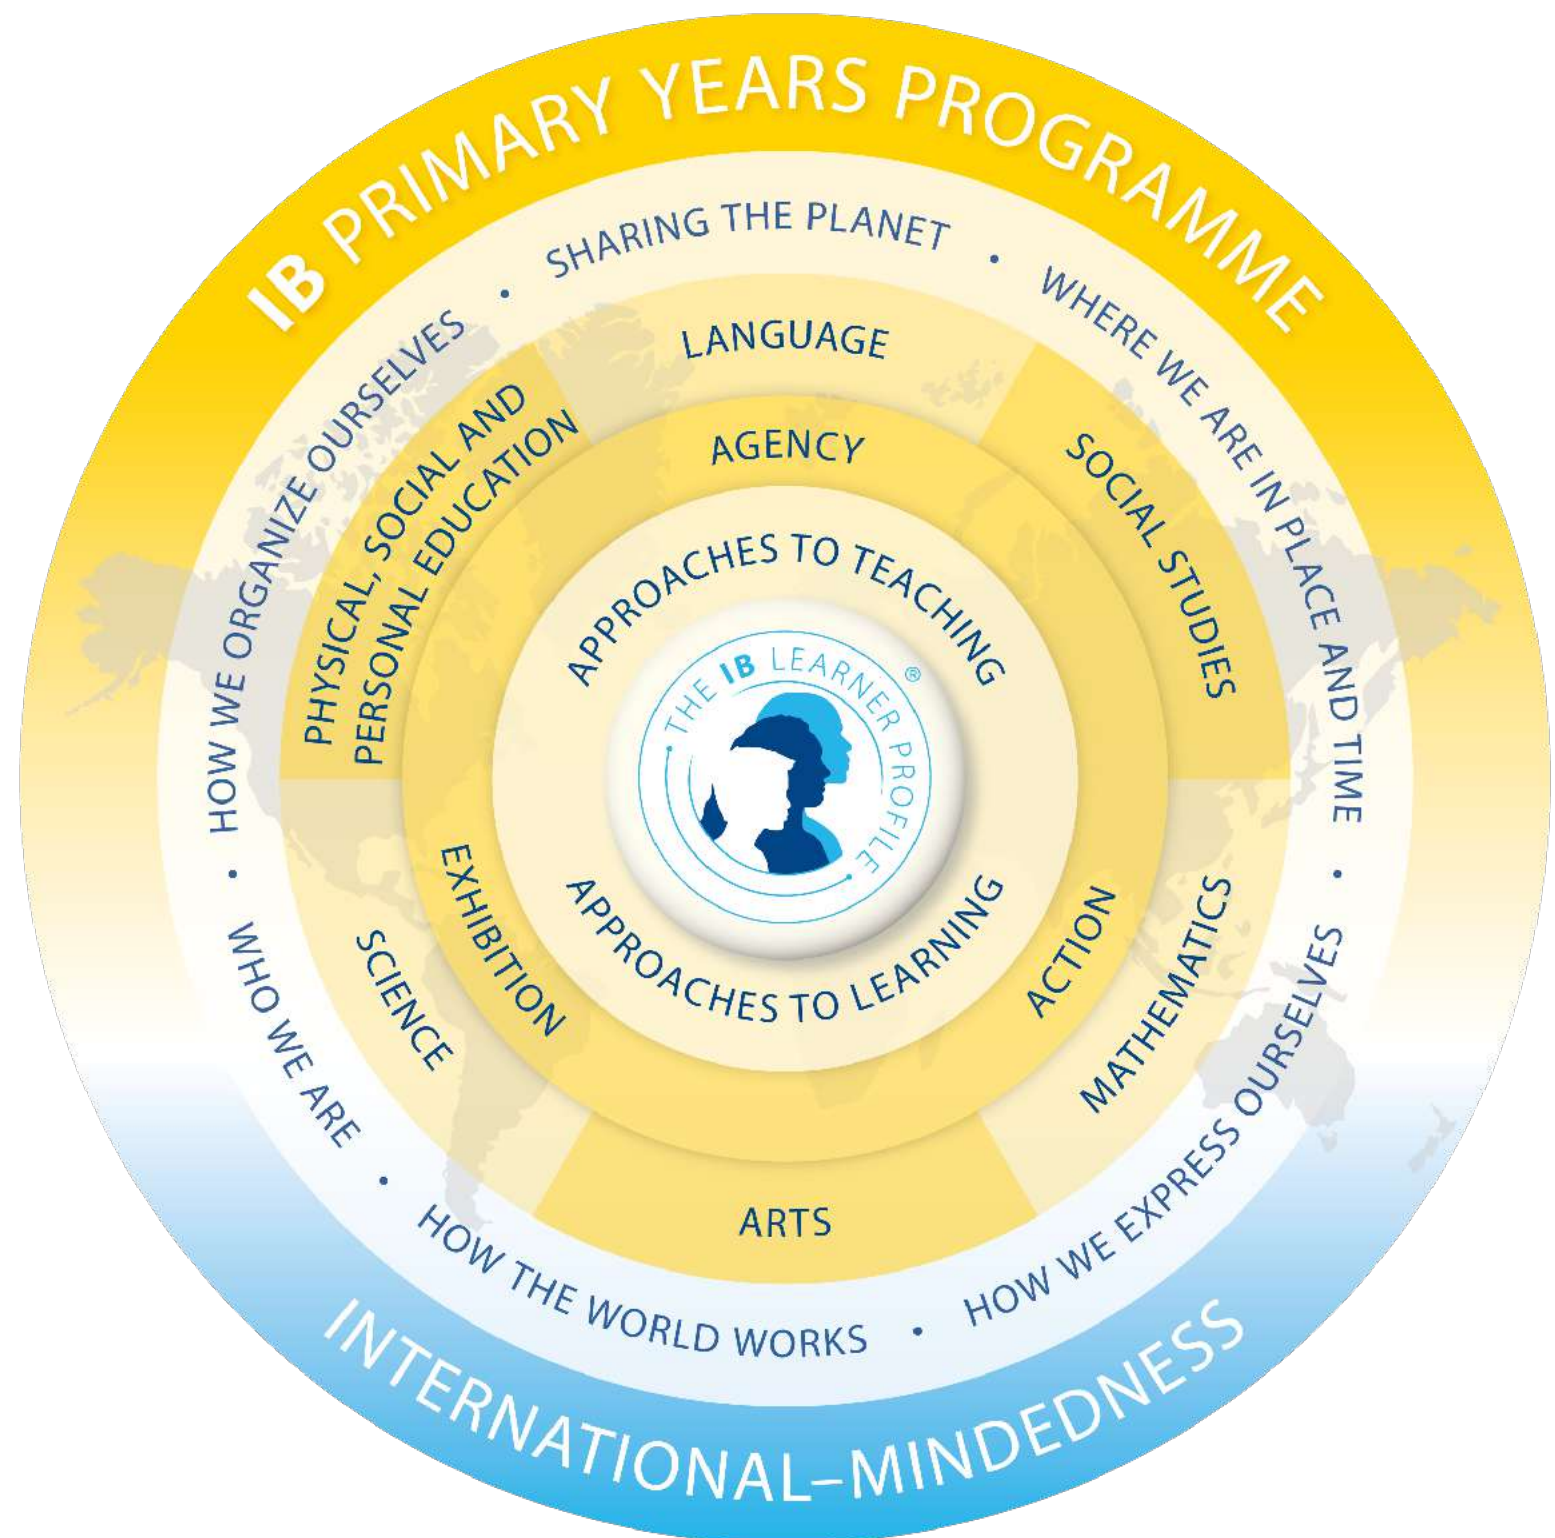 IB PRIMARY YEARS PROGRAMME
SHARING THE PLANET
•
WHERE WE ARE IN PLACE AND TIME
•
HOW WE EXPRESS OURSELVES
•
HOW THE WORLD WORKS
•
WHO WE ARE
•
HOW WE ORGANIZE OURSELVES
•
LANGUAGE
SOCIAL STUDIES
MATHEMATICS
ARTS
SCIENCE
PHYSICAL, SOCIAL AND
PERSONAL EDUCATION
AGENCY
ACTION
EXHIBITION
APPROACHES TO TEACHING
THE IB LEARNER PROFILE
®
APPROACHES TO LEARNING
INTERNATIONAL–MINDEDNESS